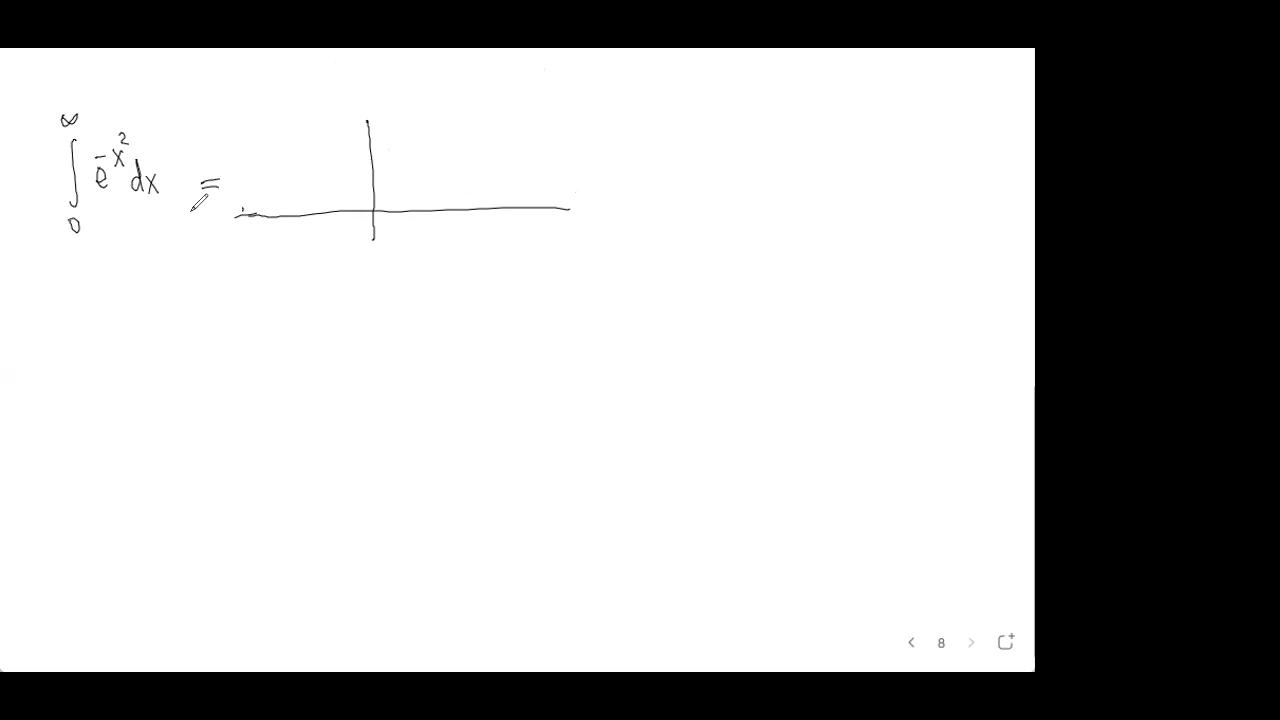 ∫₀^∞ e^{-x²} dx =
8